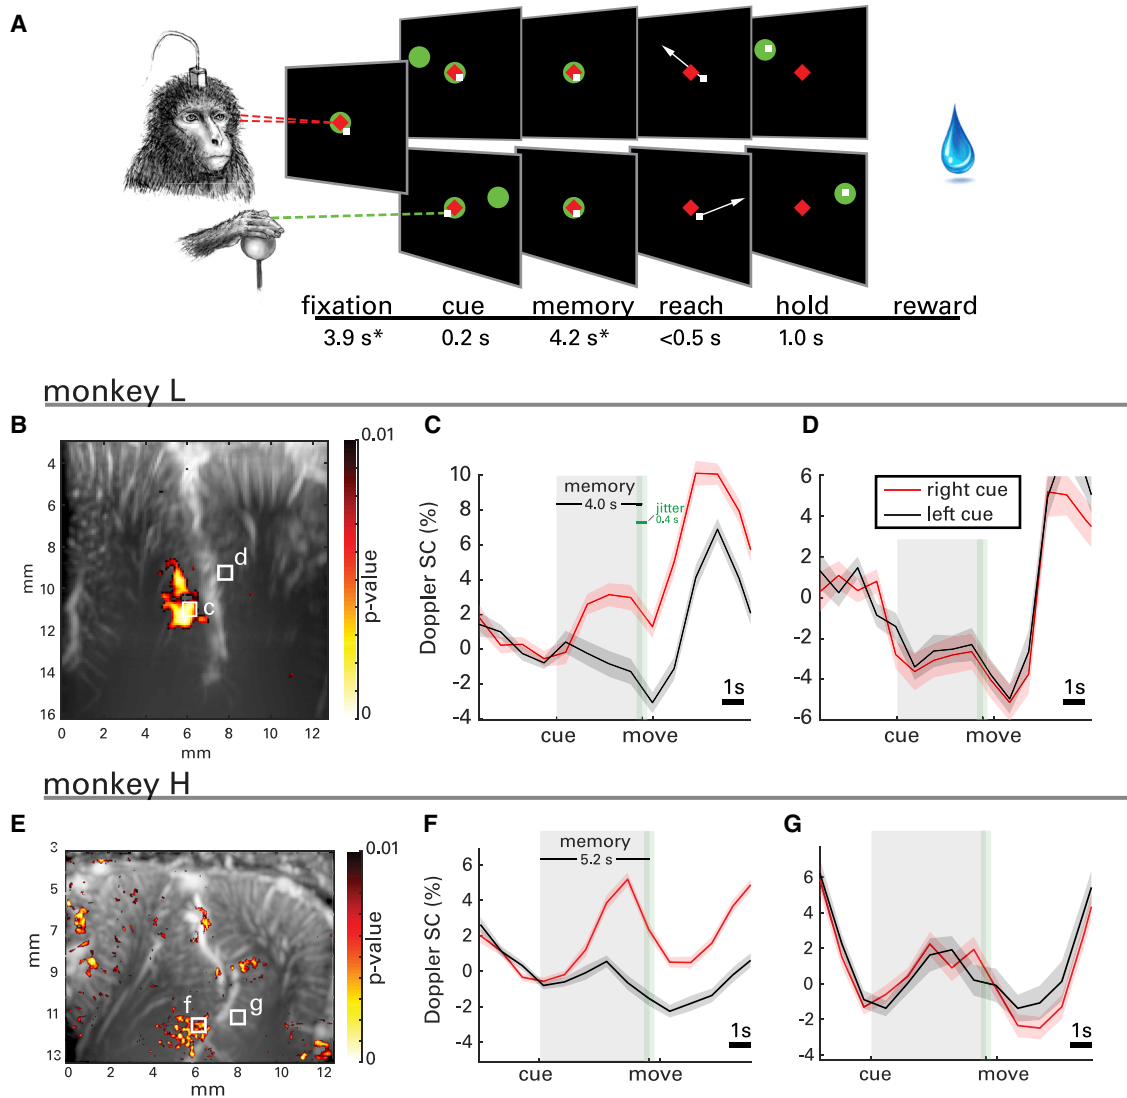 A
fixation cue memory reach hold reward
3.9 s* 0.2 s 4.2 s* <0.5 s 1.0 s
monkey L
B
4
6
8
10
12
14
16
mm
0 2 4 6 8 10 12
mm
d
c
0.01
p-value
0
C
Doppler SC (%)
10
8
6
4
2
0
-2
-4
memory
4.0 s
jitter
0.4 s
1s
cue move
D
6
4
2
0
-2
-4
-6
right cue
left cue
1s
cue move
monkey H
E
3
5
7
9
11
13
mm
0 2 4 6 8 10 12
mm
f
g
0.01
p-value
0
F
Doppler SC (%)
6
4
2
0
-2
-4
memory
5.2 s
1s
cue move
G
6
4
2
0
-2
-4
1s
cue move